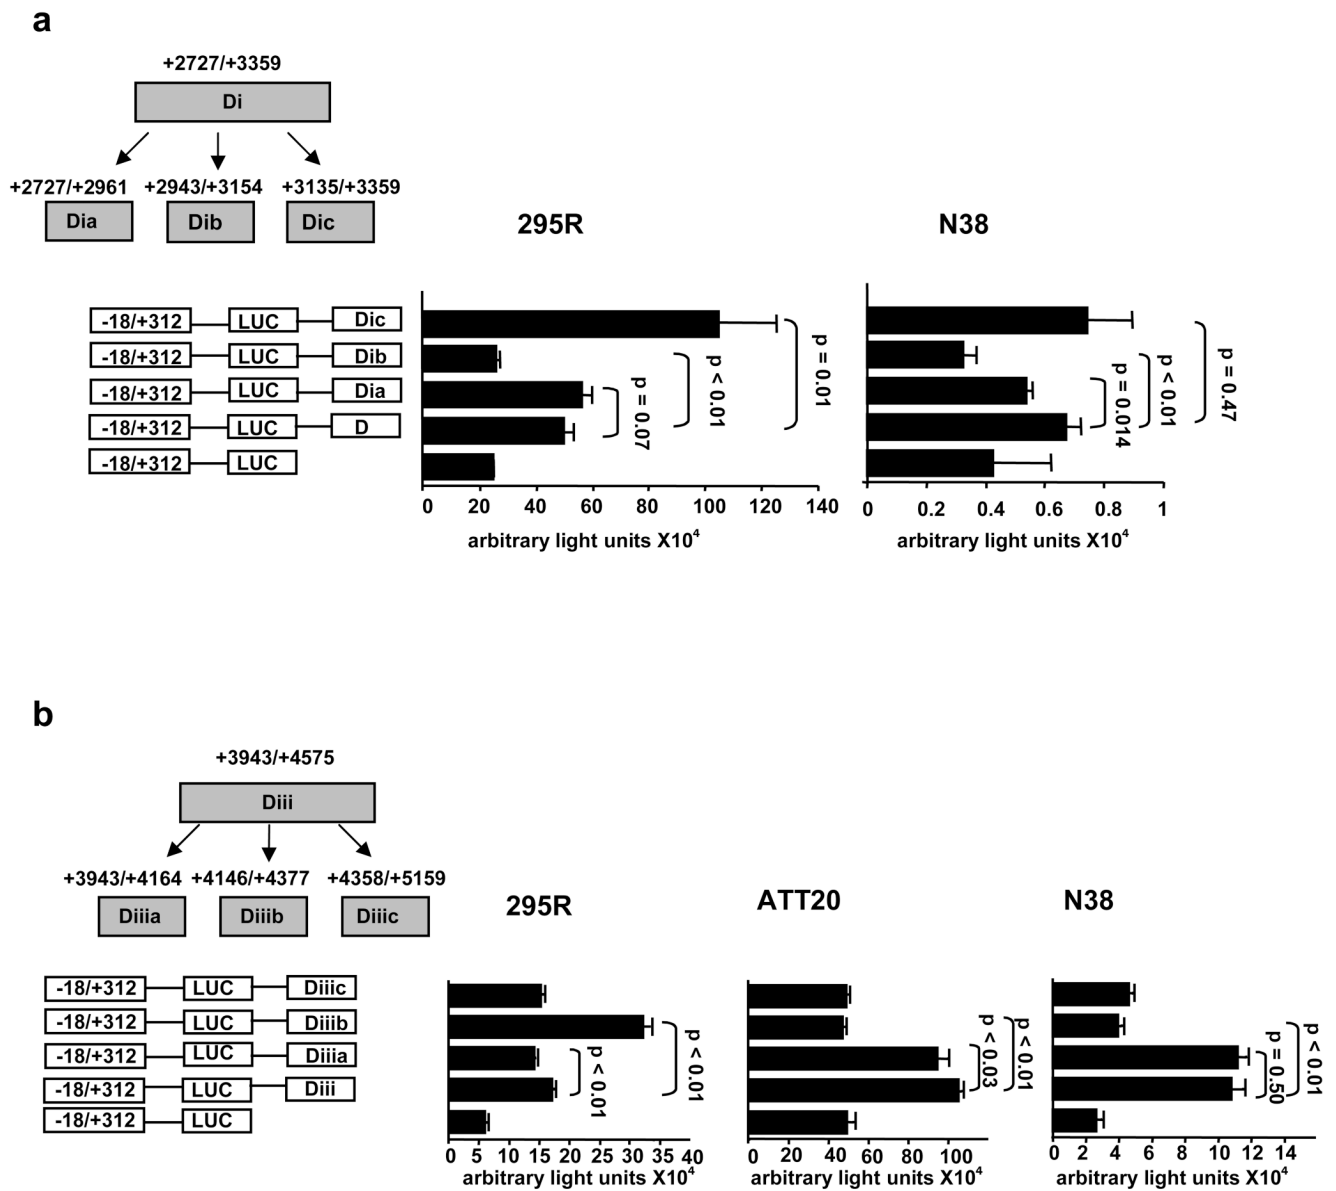 a
+2727/+3359
Di
+2727/+2961 +2943/+3154 +3135/+3359
Dia Dib Dic
295R N38
-18/+312 LUC Dic
-18/+312 LUC Dib
-18/+312 LUC Dia
-18/+312 LUC D
-18/+312 LUC
p = 0.07
p < 0.01
p = 0.01
p = 0.014
p < 0.01
p = 0.47
0 20 40 60 80 100 120 140
arbitrary light units X10⁴
0 0.2 0.4 0.6 0.8 1
arbitrary light units X10⁴
b
+3943/+4575
Diii
+3943/+4164 +4146/+4377 +4358/+5159
Diiia Diiib Diiic
295R ATT20 N38
-18/+312 LUC Diiic
-18/+312 LUC Diiib
-18/+312 LUC Diiia
-18/+312 LUC Diii
-18/+312 LUC
p < 0.01
p < 0.01
p < 0.03
p < 0.01
p = 0.50
p < 0.01
0 5 10 15 20 25 30 35 40
arbitrary light units X10⁴
0 20 40 60 80 100
arbitrary light units X10⁴
0 2 4 6 8 10 12 14
arbitrary light units X10⁴